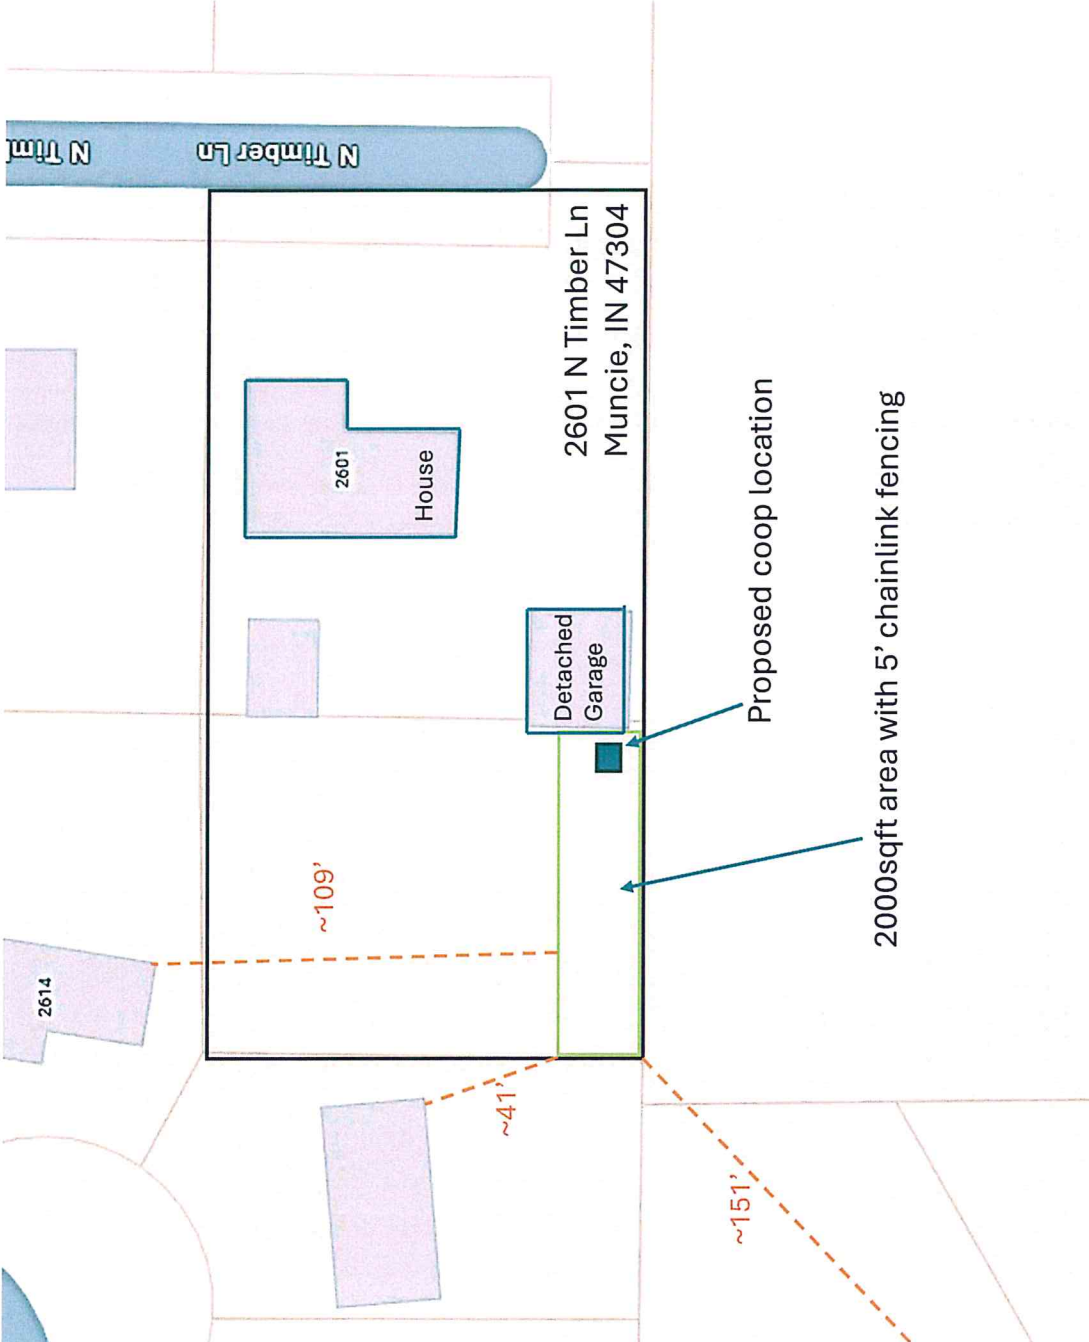 2614
N Tim
N Timber Ln
~109’
2601
House
~41’
Detached
Garage
2601 N Timber Ln
Muncie, IN 47304
~151’
Proposed coop location
2000sqft area with 5’ chainlink fencing